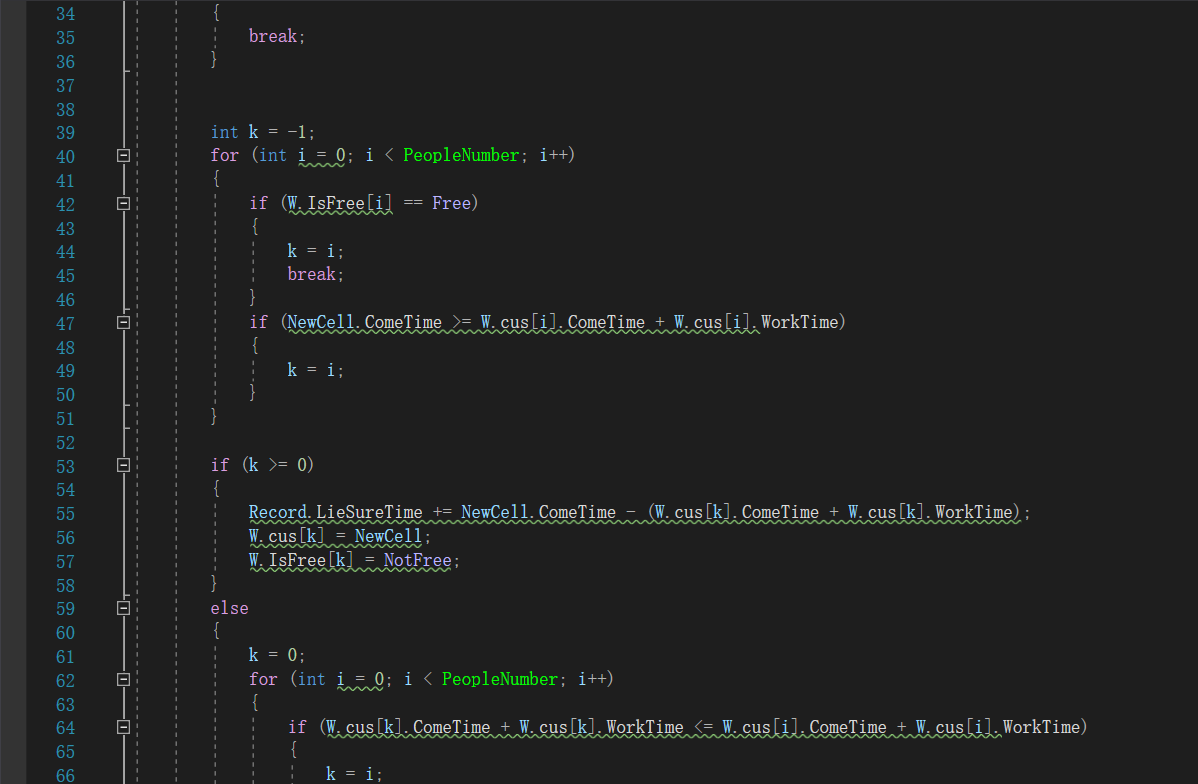 34 {
35 break;
36 }
37
38
39 int k = -1;
40 for (int i = 0; i < PeopleNumber; i++)
41 {
42 if (W.IsFree[i] == Free)
43 {
44 k = i;
45 break;
46 }
47 if (NewCell.ComeTime >= W.cus[i].ComeTime + W.cus[i].WorkTime)
48 {
49 k = i;
50 }
51 }
52
53 if (k >= 0)
54 {
55 Record.LieSureTime += NewCell.ComeTime - (W.cus[k].ComeTime + W.cus[k].WorkTime);
56 W.cus[k] = NewCell;
57 W.IsFree[k] = NotFree;
58 }
59 else
60 {
61 k = 0;
62 for (int i = 0; i < PeopleNumber; i++)
63 {
64 if (W.cus[k].ComeTime + W.cus[k].WorkTime <= W.cus[i].ComeTime + W.cus[i].WorkTime)
65 {
66 k = i;